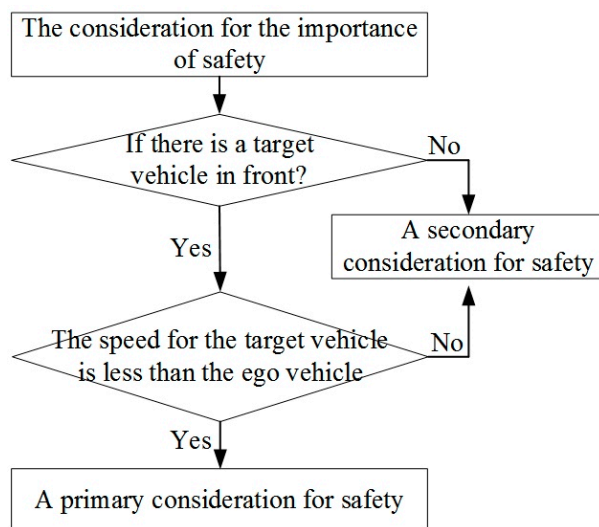 The consideration for the importance
of safety
If there is a target
vehicle in front?
No
A secondary
consideration for safety
Yes
The speed for the target vehicle
is less than the ego vehicle
No
Yes
A primary consideration for safety